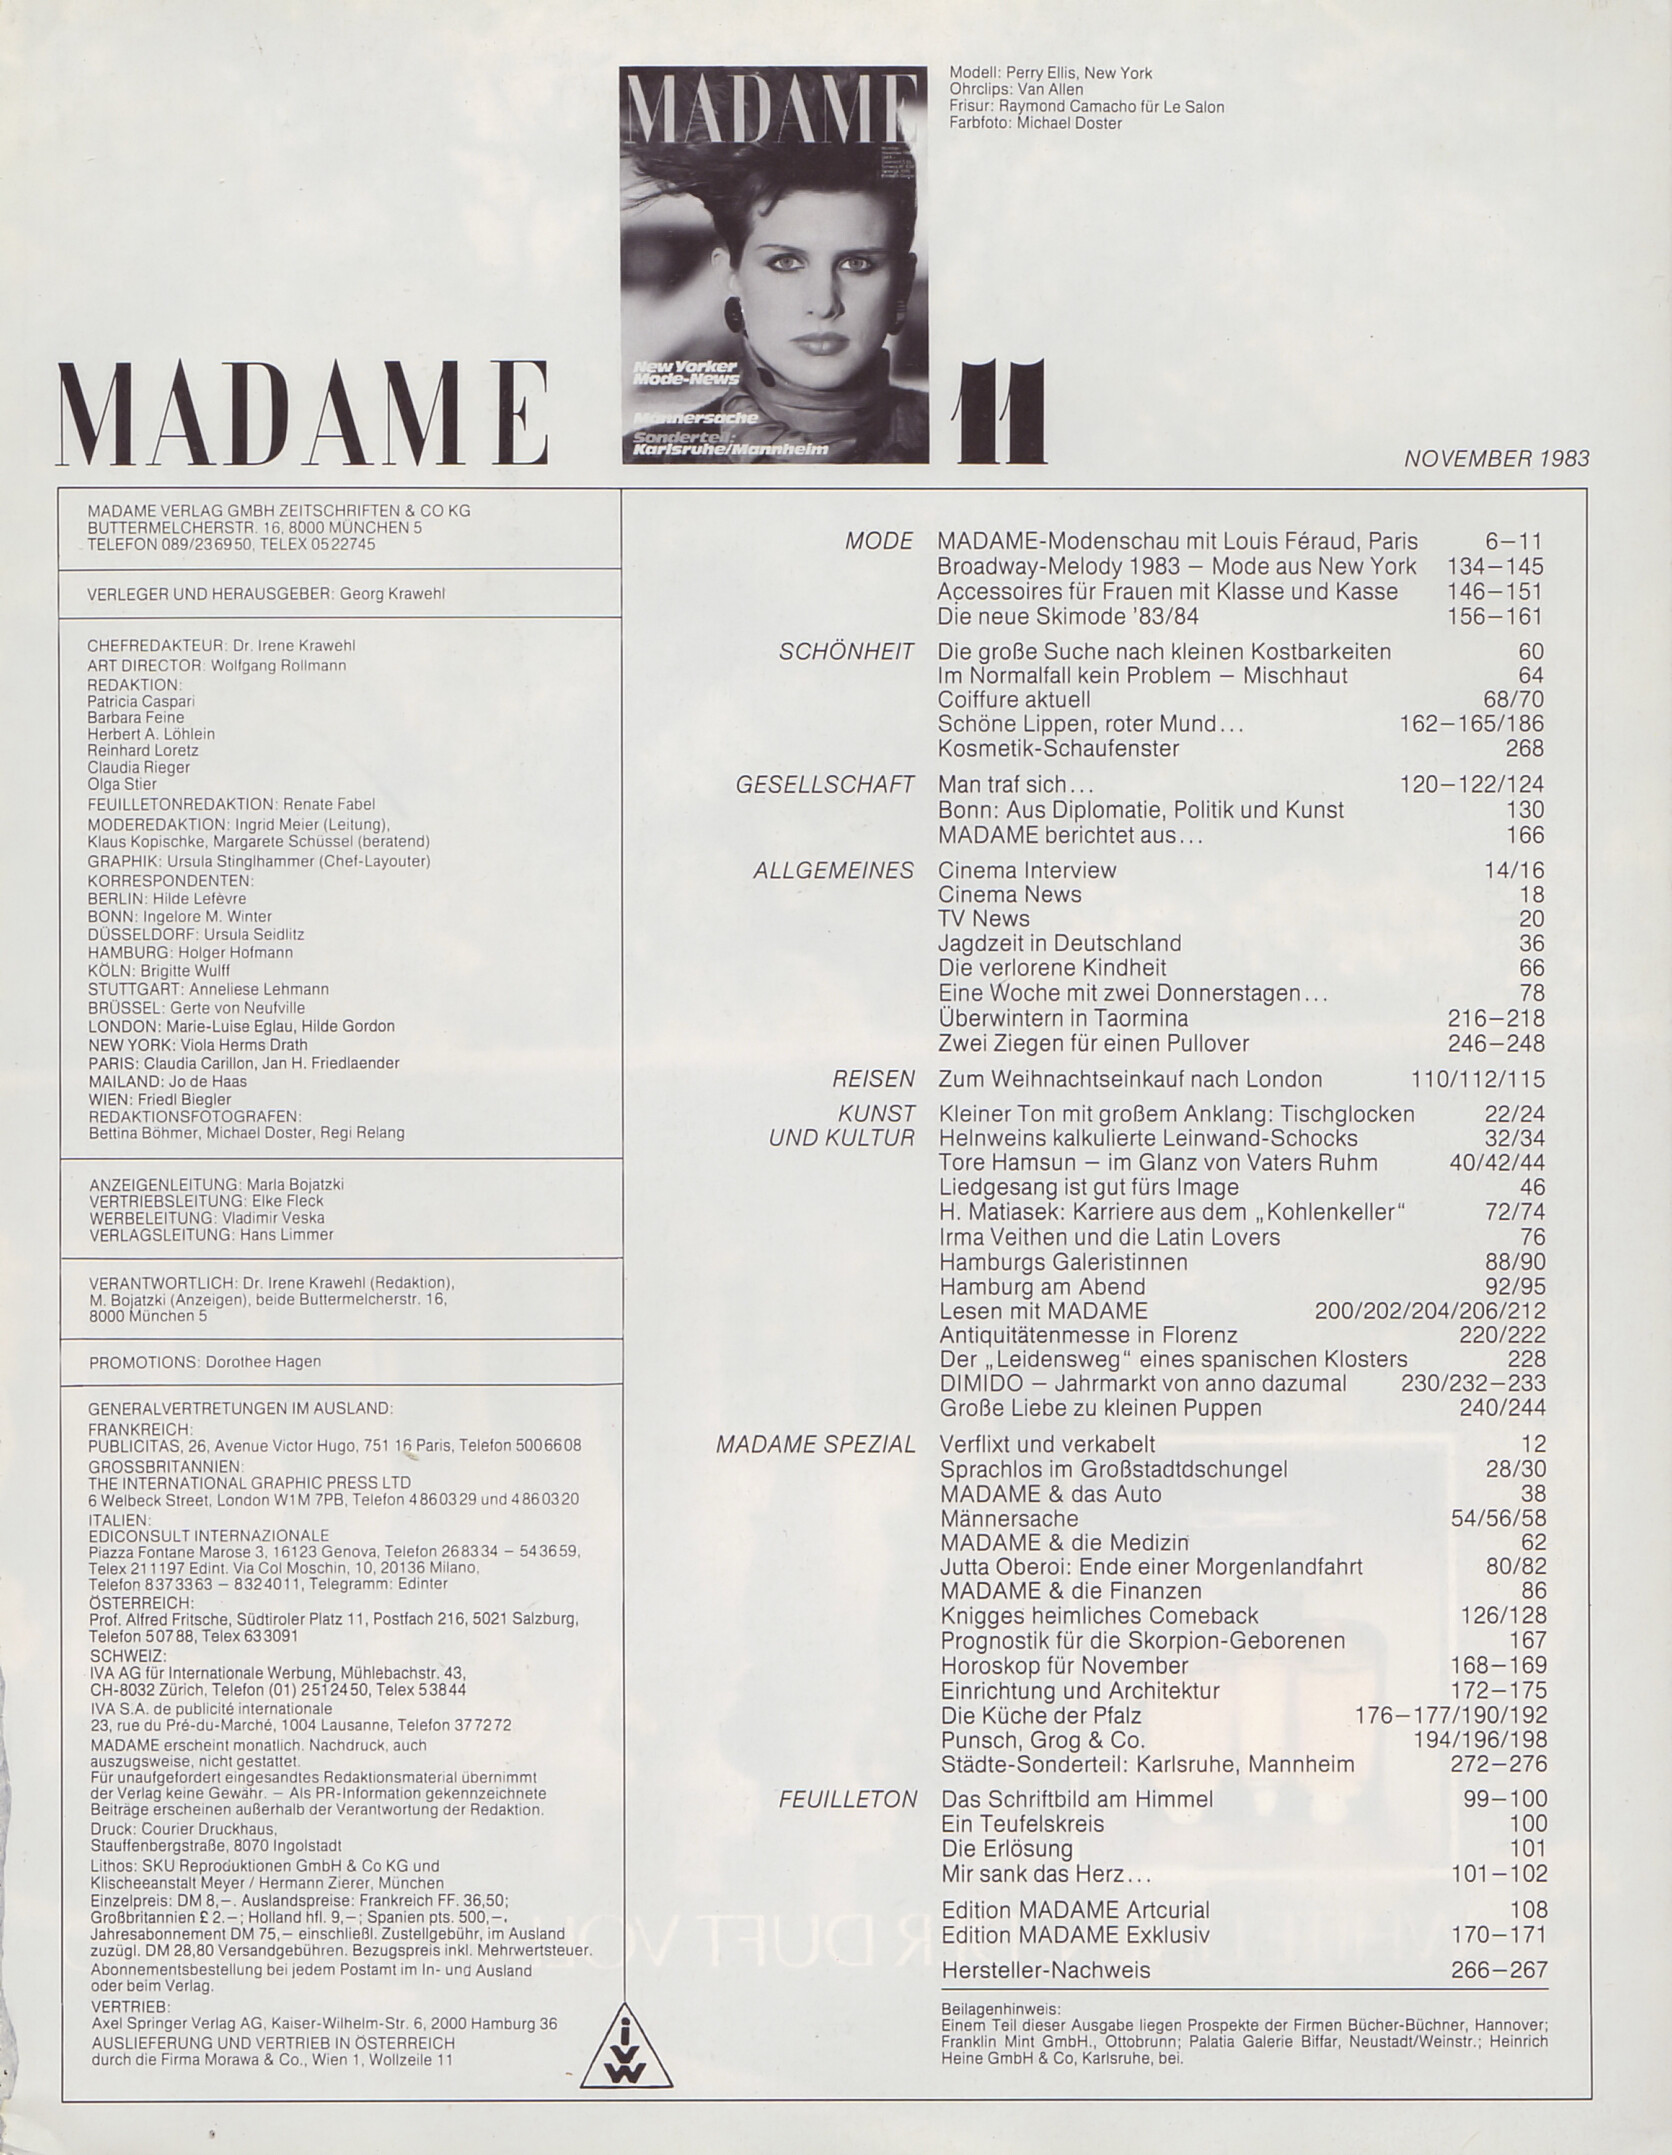 MADAME
New Yorker
Mode-News
Männersache
Sonderteil:
Karlsruhe/Mannheim
Modell: Perry Ellis, New York
Ohrclips: Van Allen
Frisur: Raymond Camacho für Le Salon
Farbfoto: Michael Doster
MADAME 11
NOVEMBER 1983
MADAME VERLAG GMBH ZEITSCHRIFTEN & CO KG
BUTTERMELCHERSTR. 16, 8000 MÜNCHEN 5
TELEFON 089/236950, TELEX 0522745
VERLEGER UND HERAUSGEBER: Georg Krawehl
CHEFREDAKTEUR: Dr. Irene Krawehl
ART DIRECTOR: Wolfgang Rollmann
REDAKTION:
Patricia Caspari
Barbara Feine
Herbert A. Löhlein
Reinhard Loretz
Claudia Rieger
Olga Stier
FEUILLETONREDAKTION: Renate Fabel
MODEREDAKTION: Ingrid Meier (Leitung),
Klaus Kopischke, Margarete Schüssel (beratend)
GRAPHIK: Ursula Stinglhammer (Chef-Layouter)
KORRESPONDENTEN:
BERLIN: Hilde Lefèvre
BONN: Ingelore M. Winter
DÜSSELDORF: Ursula Seidlitz
HAMBURG: Holger Hofmann
KÖLN: Brigitte Wulff
STUTTGART: Anneliese Lehmann
BRÜSSEL: Gerte von Neufville
LONDON: Marie-Luise Eglau, Hilde Gordon
NEW YORK: Viola Herms Drath
PARIS: Claudia Carillon, Jan H. Friedlaender
MAILAND: Jo de Haas
WIEN: Friedl Biegler
REDAKTIONSFOTOGRAFEN:
Bettina Böhmer, Michael Doster, Regi Relang
ANZEIGENLEITUNG: Marla Bojatzki
VERTRIEBSLEITUNG: Elke Fleck
WERBELEITUNG: Vladimir Veska
VERLAGSLEITUNG: Hans Limmer
VERANTWORTLICH: Dr. Irene Krawehl (Redaktion),
M. Bojatzki (Anzeigen), beide Buttermelcherstr. 16,
8000 München 5
PROMOTIONS: Dorothee Hagen
GENERALVERTRETUNGEN IM AUSLAND:
FRANKREICH:
PUBLICITAS, 26, Avenue Victor Hugo, 751 16 Paris, Telefon 5006608
GROSSBRITANNIEN:
THE INTERNATIONAL GRAPHIC PRESS LTD
6 Welbeck Street, London W1M 7PB, Telefon 4860329 und 4860320
ITALIEN:
EDICONSULT INTERNAZIONALE
Piazza Fontane Marose 3, 16123 Genova, Telefon 268334 – 543659,
Telex 211197 Edint. Via Col Moschin, 10, 20136 Milano,
Telefon 8373363 – 8324011, Telegramm: Edinter
ÖSTERREICH:
Prof. Alfred Fritsche, Südtiroler Platz 11, Postfach 216, 5021 Salzburg,
Telefon 50788, Telex 633091
SCHWEIZ:
IVA AG für Internationale Werbung, Mühlebachstr. 43,
CH-8032 Zürich, Telefon (01) 2512450, Telex 53844
IVA S.A. de publicité internationale
23, rue du Pré-du-Marché, 1004 Lausanne, Telefon 377272
MADAME erscheint monatlich. Nachdruck, auch
auszugsweise, nicht gestattet.
Für unaufgefordert eingesandtes Redaktionsmaterial übernimmt
der Verlag keine Gewähr. – Als PR-Information gekennzeichnete
Beiträge erscheinen außerhalb der Verantwortung der Redaktion.
Druck: Courier Druckhaus,
Stauffenbergstraße, 8070 Ingolstadt
Lithos: SKU Reproduktionen GmbH & Co KG und
Klischeeanstalt Meyer / Hermann Zierer, München
Einzelpreis: DM 8,–. Auslandspreise: Frankreich FF. 36,50;
Großbritannien £ 2.–; Holland hfl. 9,–; Spanien pts. 500,–.
Jahresabonnement DM 75,– einschließl. Zustellgebühr, im Ausland
zuzügl. DM 28,80 Versandgebühren. Bezugspreis inkl. Mehrwertsteuer.
Abonnementsbestellung bei jedem Postamt im In- und Ausland
oder beim Verlag.
VERTRIEB:
Axel Springer Verlag AG, Kaiser-Wilhelm-Str. 6, 2000 Hamburg 36
AUSLIEFERUNG UND VERTRIEB IN ÖSTERREICH
durch die Firma Morawa & Co., Wien 1, Wollzeile 11
ivw
MODE MADAME-Modenschau mit Louis Féraud, Paris 6–11
Broadway-Melody 1983 – Mode aus New York 134–145
Accessoires für Frauen mit Klasse und Kasse 146–151
Die neue Skimode '83/84 156–161
SCHÖNHEIT Die große Suche nach kleinen Kostbarkeiten 60
Im Normalfall kein Problem – Mischhaut 64
Coiffure aktuell 68/70
Schöne Lippen, roter Mund... 162–165/186
Kosmetik-Schaufenster 268
GESELLSCHAFT Man traf sich... 120–122/124
Bonn: Aus Diplomatie, Politik und Kunst 130
MADAME berichtet aus... 166
ALLGEMEINES Cinema Interview 14/16
Cinema News 18
TV News 20
Jagdzeit in Deutschland 36
Die verlorene Kindheit 66
Eine Woche mit zwei Donnerstagen... 78
Überwintern in Taormina 216–218
Zwei Ziegen für einen Pullover 246–248
REISEN Zum Weihnachtseinkauf nach London 110/112/115
KUNST Kleiner Ton mit großem Anklang: Tischglocken 22/24
UND KULTUR Helnweins kalkulierte Leinwand-Schocks 32/34
Tore Hamsun – im Glanz von Vaters Ruhm 40/42/44
Liedgesang ist gut fürs Image 46
H. Matiasek: Karriere aus dem „Kohlenkeller“ 72/74
Irma Veithen und die Latin Lovers 76
Hamburgs Galeristinnen 88/90
Hamburg am Abend 92/95
Lesen mit MADAME 200/202/204/206/212
Antiquitätenmesse in Florenz 220/222
Der „Leidensweg“ eines spanischen Klosters 228
DIMIDO – Jahrmarkt von anno dazumal 230/232–233
Große Liebe zu kleinen Puppen 240/244
MADAME SPEZIAL Verflixt und verkabelt 12
Sprachlos im Großstadtdschungel 28/30
MADAME & das Auto 38
Männersache 54/56/58
MADAME & die Medizin 62
Jutta Oberoi: Ende einer Morgenlandfahrt 80/82
MADAME & die Finanzen 86
Knigges heimliches Comeback 126/128
Prognostik für die Skorpion-Geborenen 167
Horoskop für November 168–169
Einrichtung und Architektur 172–175
Die Küche der Pfalz 176–177/190/192
Punsch, Grog & Co. 194/196/198
Städte-Sonderteil: Karlsruhe, Mannheim 272–276
FEUILLETON Das Schriftbild am Himmel 99–100
Ein Teufelskreis 100
Die Erlösung 101
Mir sank das Herz... 101–102
Edition MADAME Artcurial 108
Edition MADAME Exklusiv 170–171
Hersteller-Nachweis 266–267
Beilagenhinweis:
Einem Teil dieser Ausgabe liegen Prospekte der Firmen Bücher-Büchner, Hannover;
Franklin Mint GmbH., Ottobrunn; Palatia Galerie Biffar, Neustadt/Weinstr.; Heinrich
Heine GmbH & Co, Karlsruhe, bei.